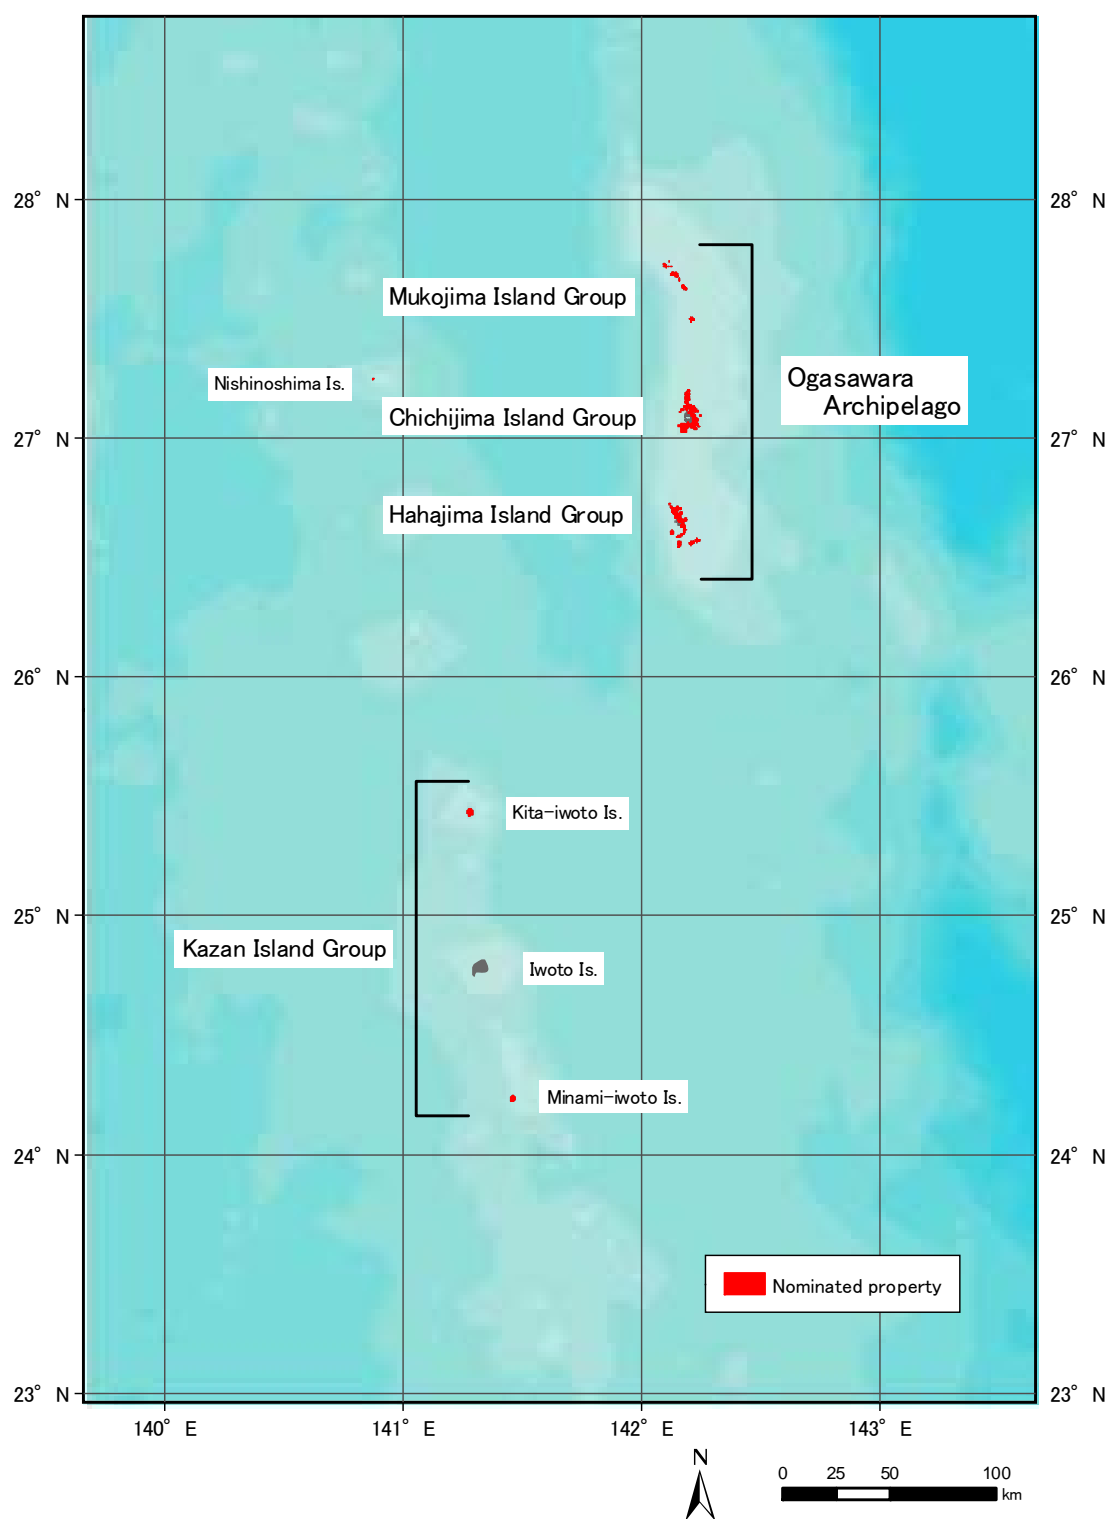 28° N
28° N
Mukojima Island Group
Nishinoshima Is.
Ogasawara
Archipelago
Chichijima Island Group
27° N
27° N
Hahajima Island Group
26° N
26° N
Kita-iwoto Is.
25° N
25° N
Kazan Island Group
Iwoto Is.
Minami-iwoto Is.
24° N
24° N
Nominated property
23° N
23° N
140° E
141° E
142° E
143° E
N
0 25 50 100
km